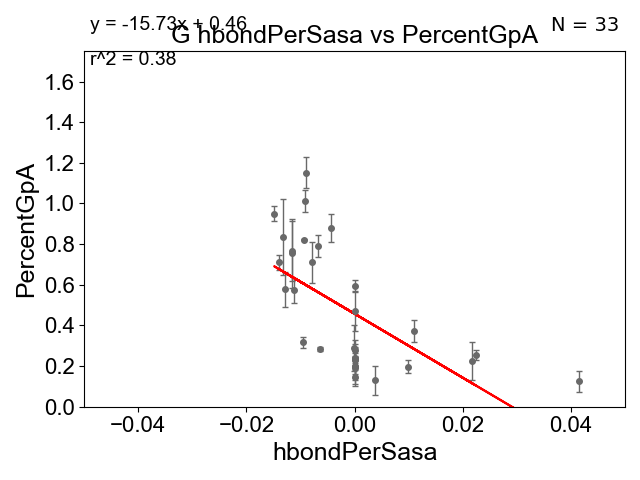 y = -15.73x + 0.46
N = 33
G hbondPerSasa vs PercentGpA
r^2 = 0.38
1.6
1.4
1.2
1.0
0.8
0.6
0.4
0.2
0.0
PercentGpA
−0.04
−0.02
0.00
0.02
0.04
hbondPerSasa